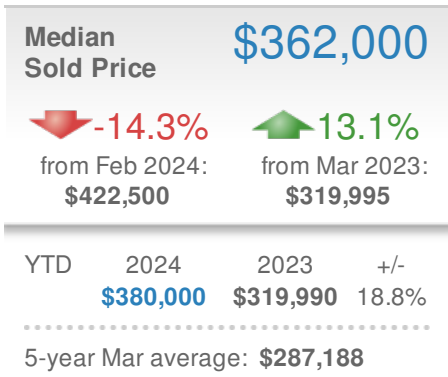 Median
Sold Price
$362,000
-14.3%
13.1%
from Feb 2024:
from Mar 2023:
$422,500
$319,995
YTD 2024 2023 +/-
$380,000 $319,990 18.8%
5-year Mar average: $287,188